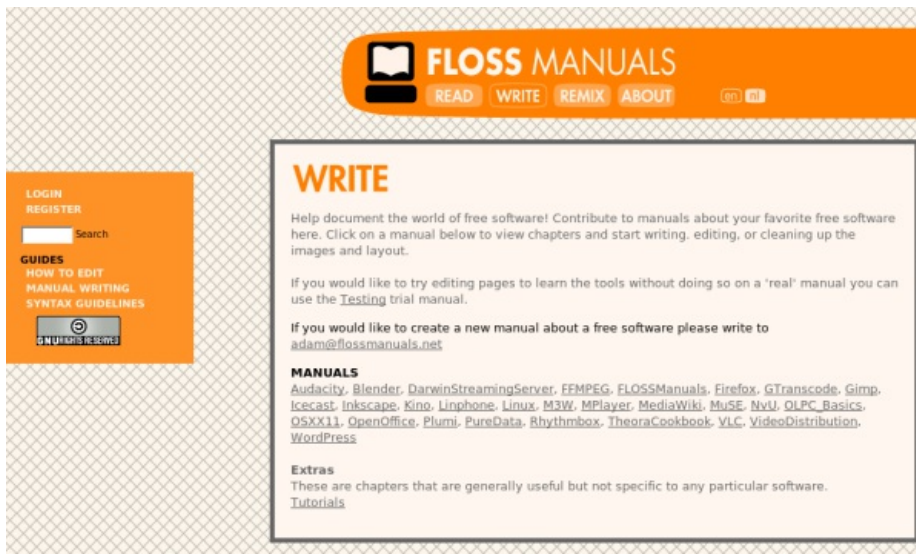 FLOSS MANUALS
READ WRITE REMIX ABOUT en nl
LOGIN
REGISTER
Search
GUIDES
HOW TO EDIT
MANUAL WRITING
SYNTAX GUIDELINES
GNU RIGHTS RESERVED
WRITE
Help document the world of free software! Contribute to manuals about your favorite free software
here. Click on a manual below to view chapters and start writing. editing, or cleaning up the
images and layout.
If you would like to try editing pages to learn the tools without doing so on a 'real' manual you can
use the Testing trial manual.
If you would like to create a new manual about a free software please write to
adam@flossmanuals.net
MANUALS
Audacity, Blender, DarwinStreamingServer, FFMPEG, FLOSSManuals, Firefox, GTranscode, Gimp,
Icecast, Inkscape, Kino, Linphone, Linux, M3W, MPlayer, MediaWiki, MuSE, NvU, OLPC_Basics,
OSXX11, OpenOffice, Plumi, PureData, Rhythmbox, TheoraCookbook, VLC, VideoDistribution,
WordPress
Extras
These are chapters that are generally useful but not specific to any particular software.
Tutorials